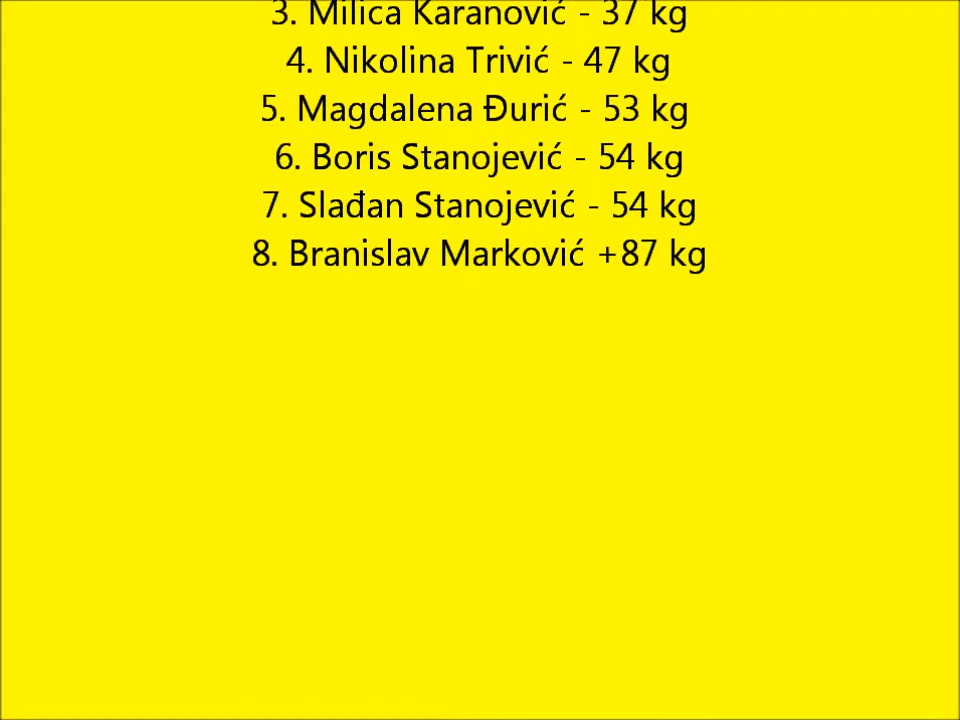 3. Milica Karanović - 37 kg
4. Nikolina Trivić - 47 kg
5. Magdalena Đurić - 53 kg
6. Boris Stanojević - 54 kg
7. Slađan Stanojević - 54 kg
8. Branislav Marković +87 kg